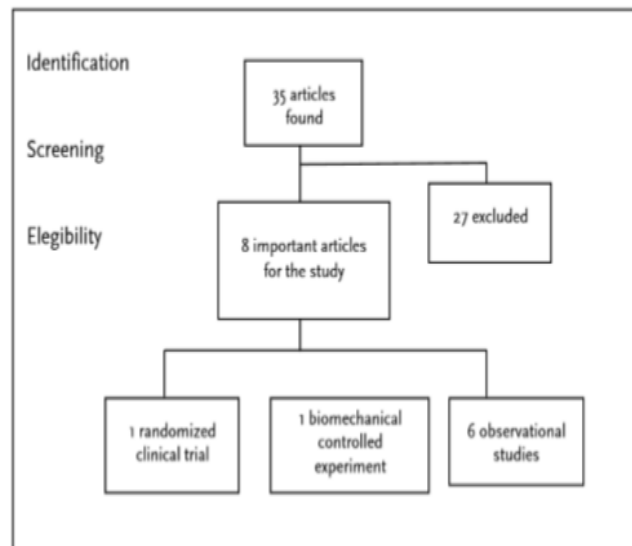 Identification
35 articles
found
Screening
27 excluded
Elegibility
8 important articles
for the study
1 randomized
clinical trial
1 biomechanical
controlled
experiment
6 observational
studies